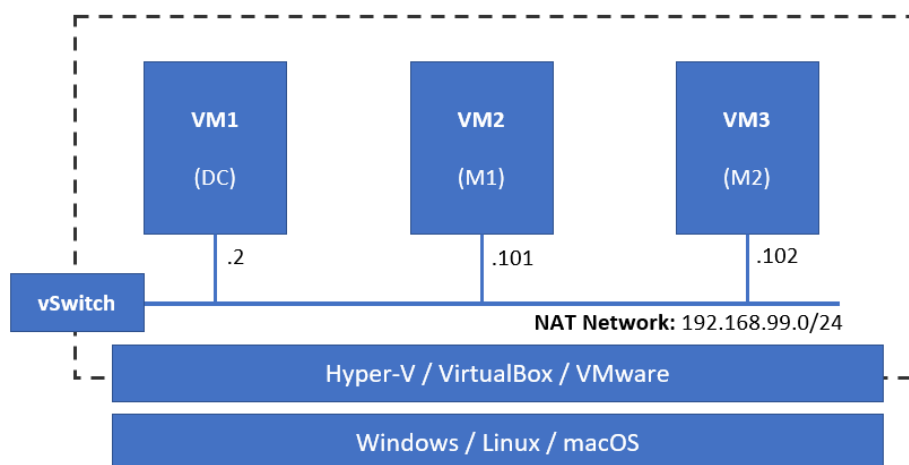 VM1
(DC)
VM2
(M1)
VM3
(M2)
.2
.101
.102
vSwitch
NAT Network: 192.168.99.0/24
Hyper-V / VirtualBox / VMware
Windows / Linux / macOS